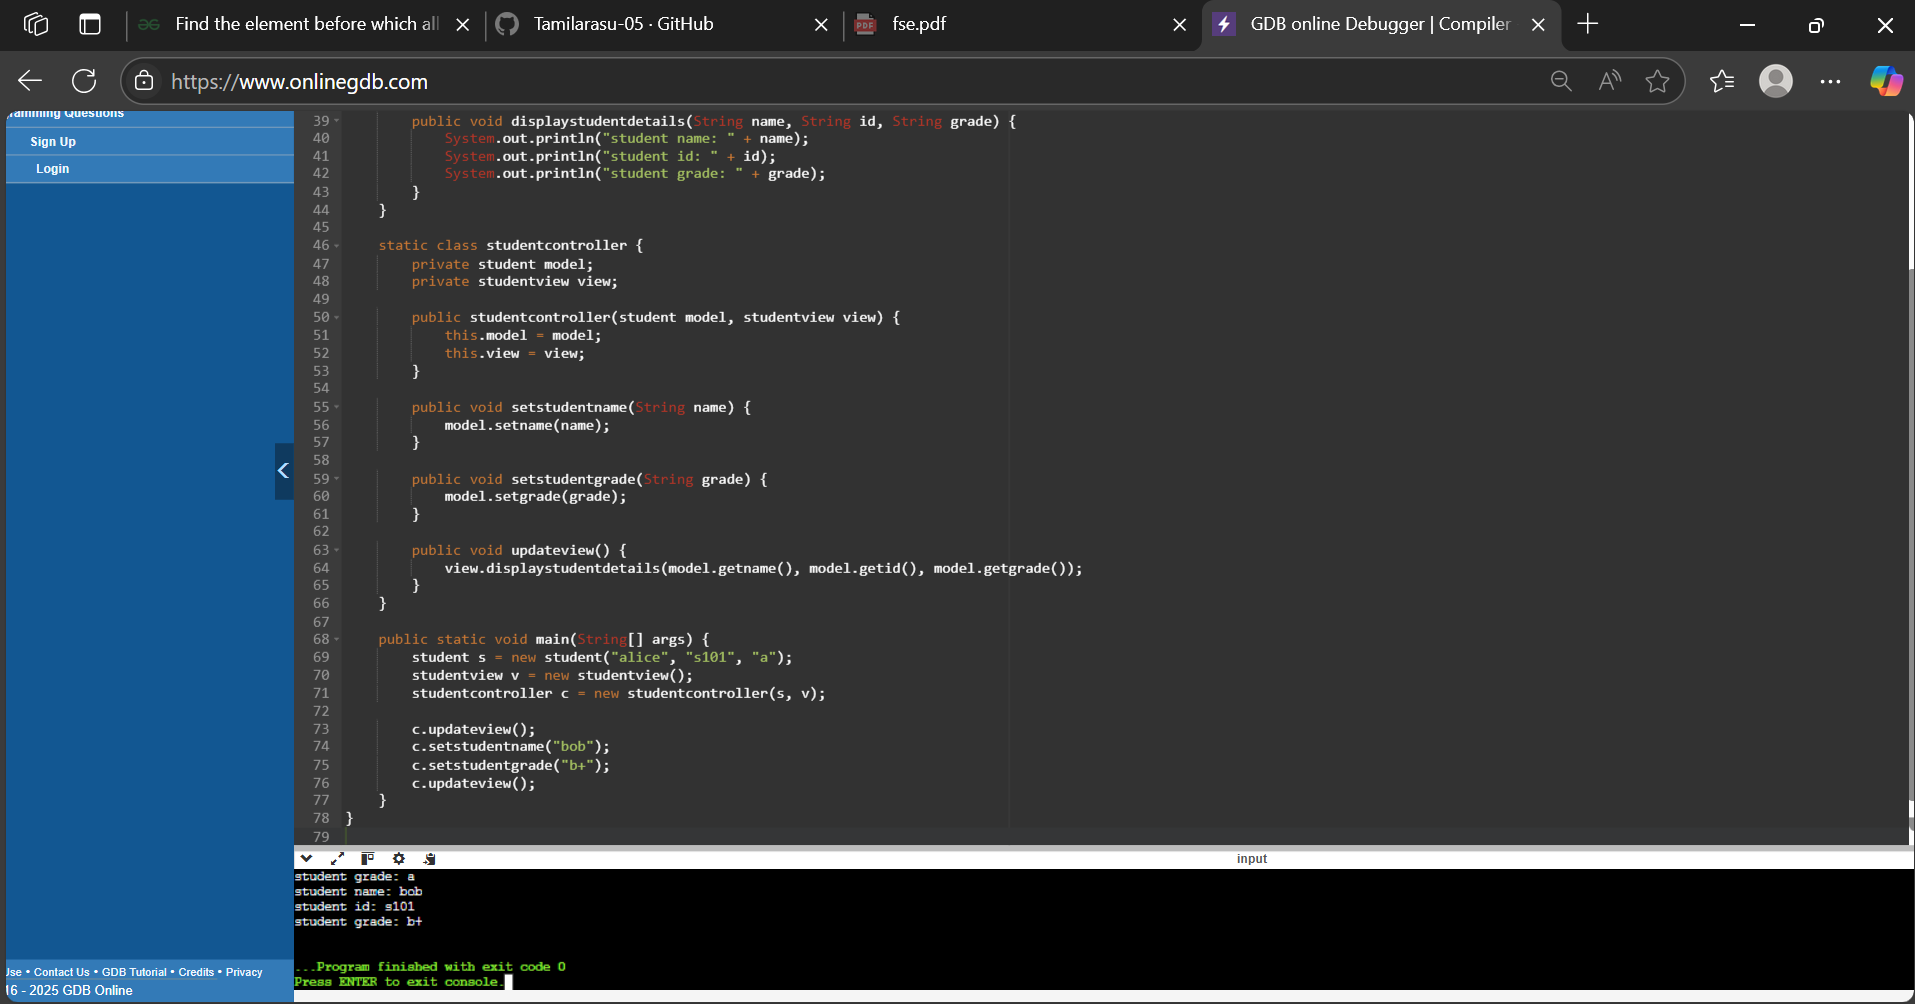 Find the element before which all
Tamilarasu-05 · GitHub
fse.pdf
GDB online Debugger | Compiler
https://www.onlinegdb.com
ramming Questions
Sign Up
Login
39 public void displaystudentdetails(String name, String id, String grade) {
40 System.out.println("student name: " + name);
41 System.out.println("student id: " + id);
42 System.out.println("student grade: " + grade);
43 }
44 }
45
46 static class studentcontroller {
47 private student model;
48 private studentview view;
49
50 public studentcontroller(student model, studentview view) {
51 this.model = model;
52 this.view = view;
53 }
54
55 public void setstudentname(String name) {
56 model.setname(name);
57 }
58
59 public void setstudentgrade(String grade) {
60 model.setgrade(grade);
61 }
62
63 public void updateview() {
64 view.displaystudentdetails(model.getname(), model.getid(), model.getgrade());
65 }
66 }
67
68 public static void main(String[] args) {
69 student s = new student("alice", "s101", "a");
70 studentview v = new studentview();
71 studentcontroller c = new studentcontroller(s, v);
72
73 c.updateview();
74 c.setstudentname("bob");
75 c.setstudentgrade("b+");
76 c.updateview();
77 }
78 }
79
input
student grade: a
student name: bob
student id: s101
student grade: b+
...Program finished with exit code 0
Press ENTER to exit console.
Use • Contact Us • GDB Tutorial • Credits • Privacy
16 - 2025 GDB Online